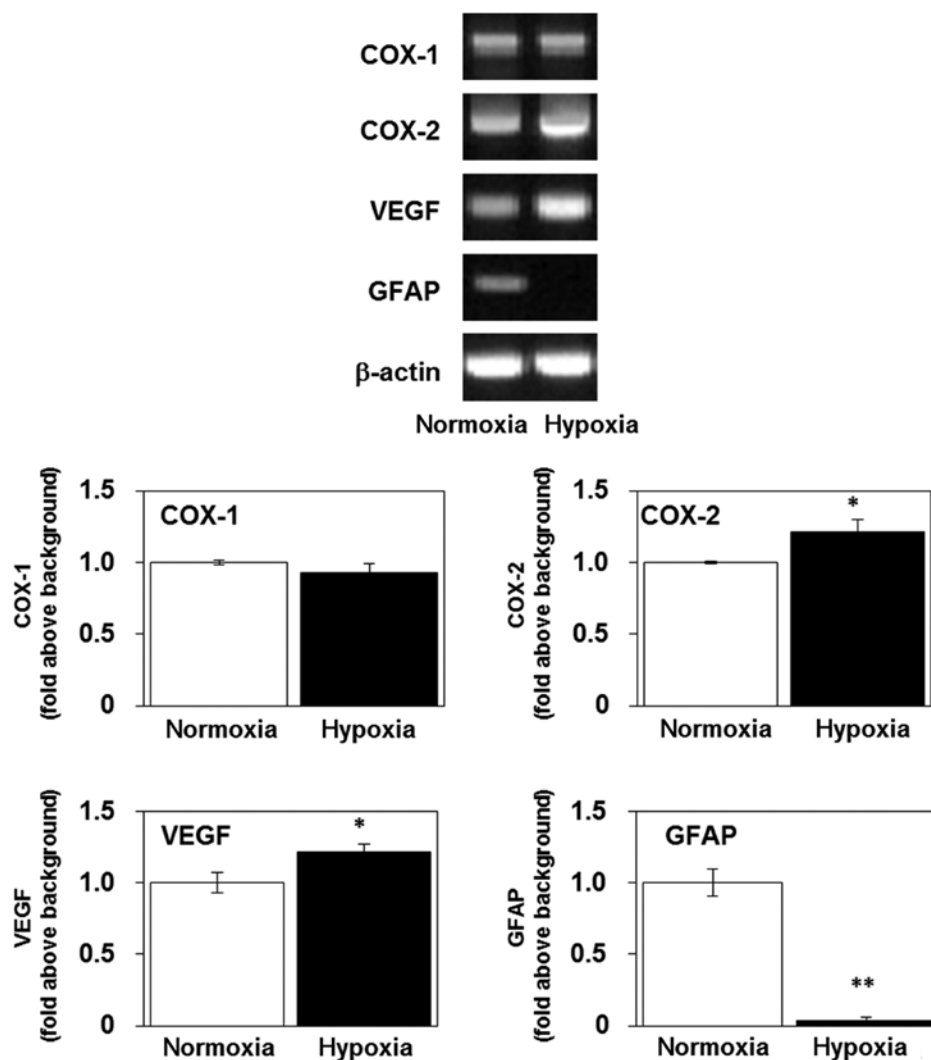 COX-1
COX-2
VEGF
GFAP
β-actin
Normoxia Hypoxia
COX-1
(fold above background)
1.5
1.0
0.5
0
COX-1
Normoxia Hypoxia
COX-2
(fold above background)
1.5
1.0
0.5
0
COX-2
*
Normoxia Hypoxia
VEGF
(fold above background)
1.5
1.0
0.5
0
VEGF
*
Normoxia Hypoxia
GFAP
(fold above background)
1.5
1.0
0.5
0
GFAP
**
Normoxia Hypoxia